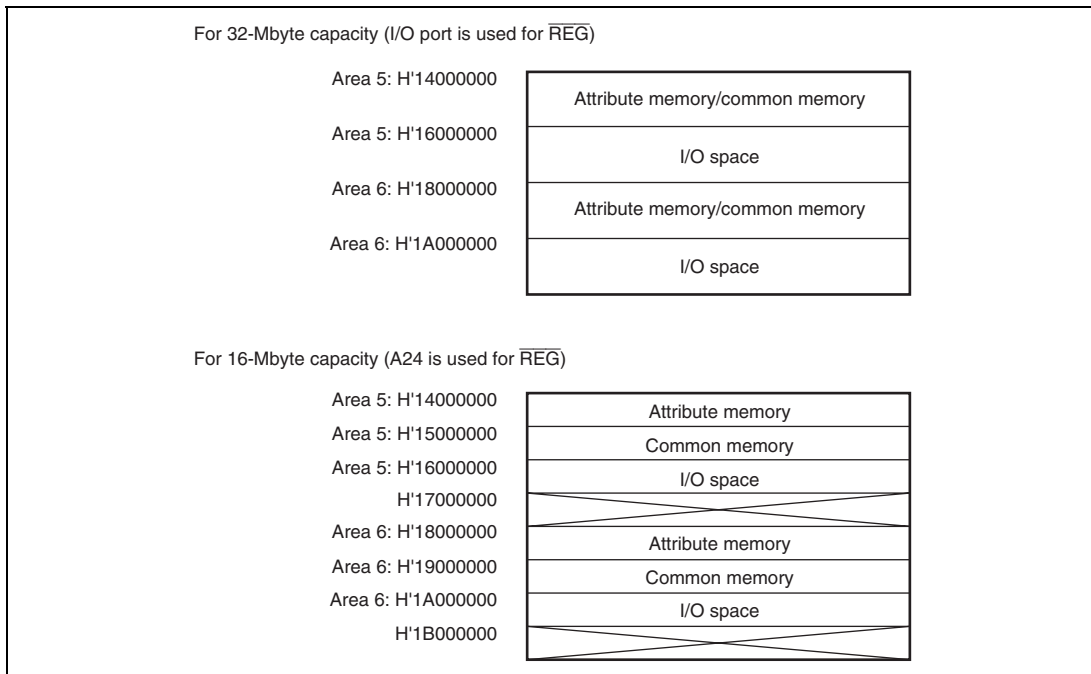 For 32-Mbyte capacity (I/O port is used for R̅E̅G̅)
Area 5: H'14000000
Attribute memory/common memory
Area 5: H'16000000
I/O space
Area 6: H'18000000
Attribute memory/common memory
Area 6: H'1A000000
I/O space
For 16-Mbyte capacity (A24 is used for R̅E̅G̅)
Area 5: H'14000000
Attribute memory
Area 5: H'15000000
Common memory
Area 5: H'16000000
I/O space
H'17000000
Area 6: H'18000000
Attribute memory
Area 6: H'19000000
Common memory
Area 6: H'1A000000
I/O space
H'1B000000